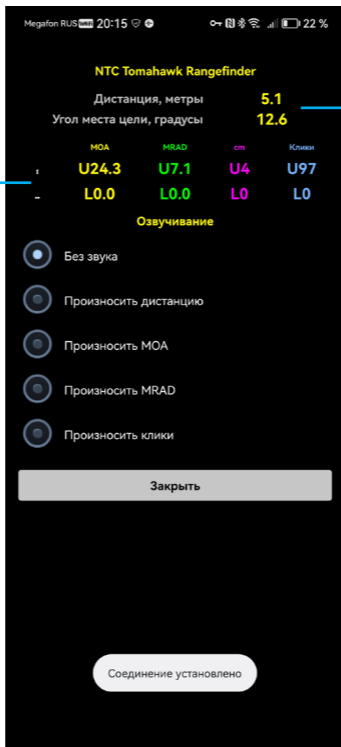 Megafon RUS 20:15 22 %
NTC Tomahawk Rangefinder
Дистанция, метры 5.1
Угол места цели, градусы 12.6
MOA MRAD cm Клики
U24.3 U7.1 U4 U97
L0.0 L0.0 L0 L0
Озвучивание
Без звука
Произносить дистанцию
Произносить MOA
Произносить MRAD
Произносить клики
Закрыть
Соединение установлено